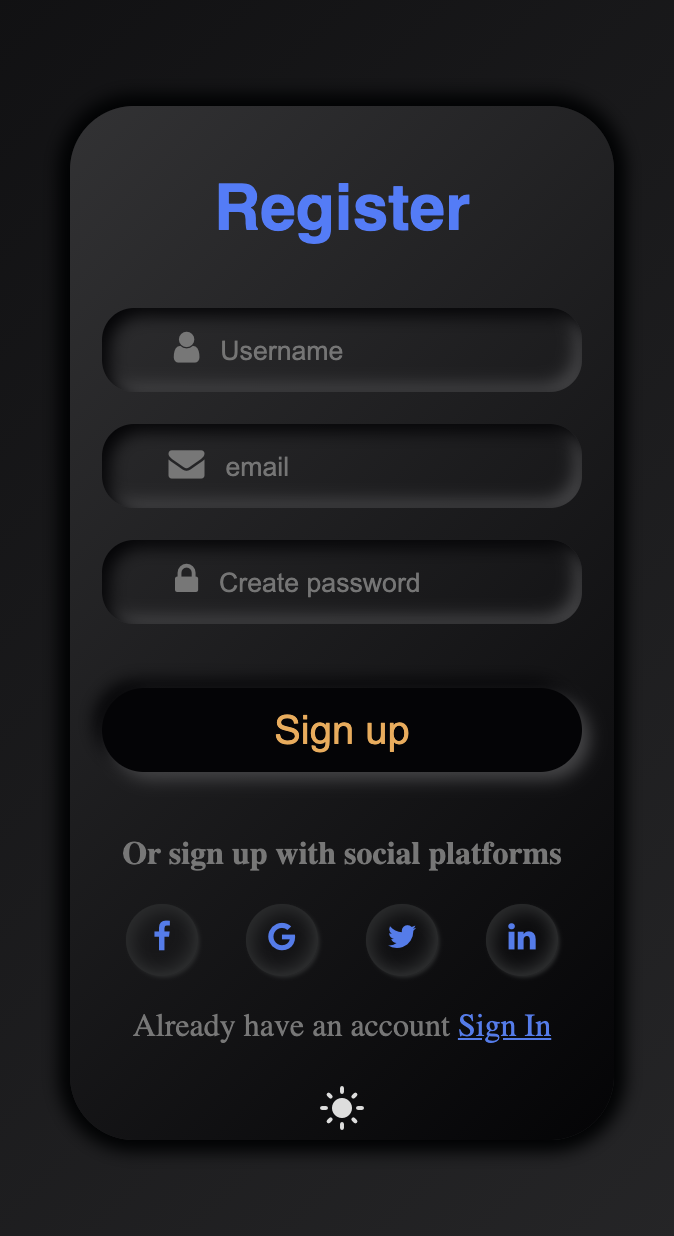 Register
Username
email
Create password
Sign up
Or sign up with social platforms
Already have an account Sign In